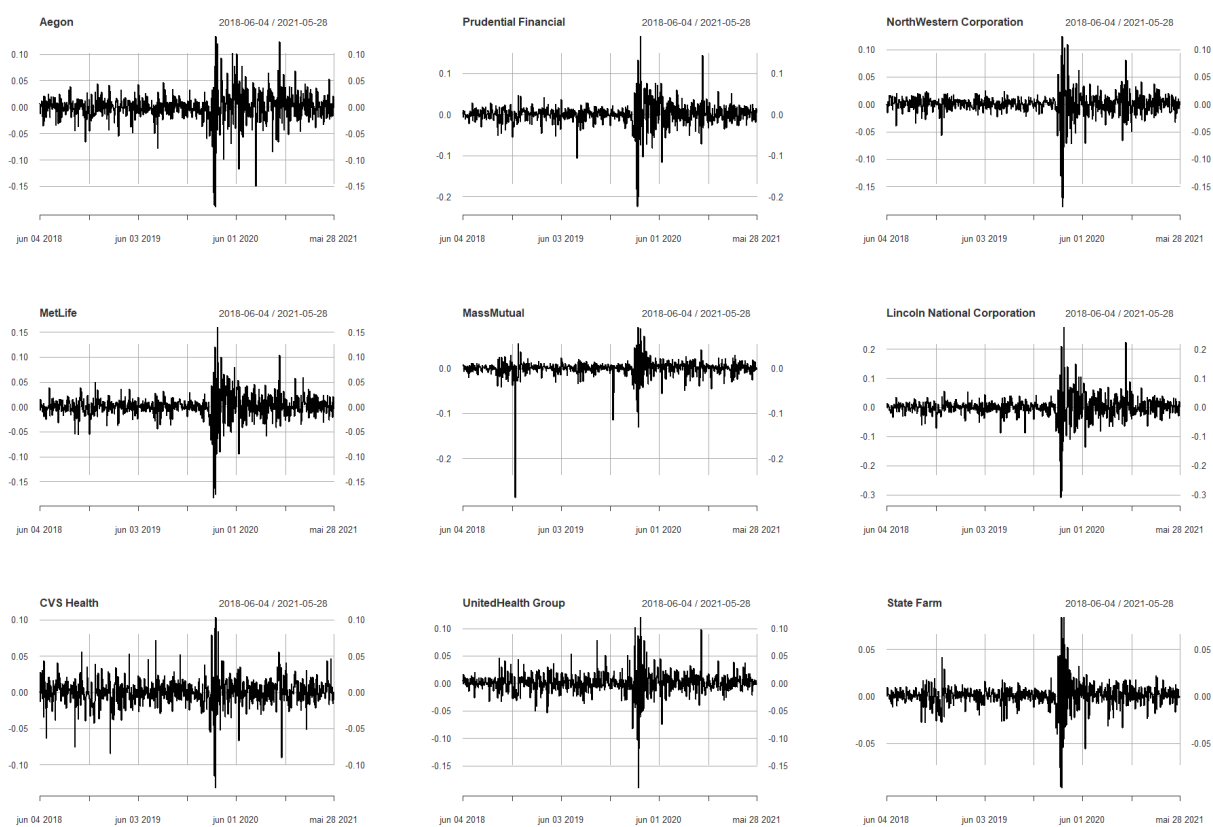 Aegon 2018-06-04 / 2021-05-28
0.10 0.10
0.05 0.05
0.00 0.00
-0.05 -0.05
-0.10 -0.10
-0.15 -0.15
jun 04 2018 jun 03 2019 jun 01 2020 mai 28 2021
Prudential Financial 2018-06-04 / 2021-05-28
0.1 0.1
0.0 0.0
-0.1 -0.1
-0.2 -0.2
jun 04 2018 jun 03 2019 jun 01 2020 mai 28 2021
NorthWestern Corporation 2018-06-04 / 2021-05-28
0.10 0.10
0.05 0.05
0.00 0.00
-0.05 -0.05
-0.10 -0.10
-0.15 -0.15
jun 04 2018 jun 03 2019 jun 01 2020 mai 28 2021
MetLife 2018-06-04 / 2021-05-28
0.15 0.15
0.10 0.10
0.05 0.05
0.00 0.00
-0.05 -0.05
-0.10 -0.10
-0.15 -0.15
jun 04 2018 jun 03 2019 jun 01 2020 mai 28 2021
MassMutual 2018-06-04 / 2021-05-28
0.0 0.0
-0.1 -0.1
-0.2 -0.2
jun 04 2018 jun 03 2019 jun 01 2020 mai 28 2021
Lincoln National Corporation 2018-06-04 / 2021-05-28
0.2 0.2
0.1 0.1
0.0 0.0
-0.1 -0.1
-0.2 -0.2
-0.3 -0.3
jun 04 2018 jun 03 2019 jun 01 2020 mai 28 2021
CVS Health 2018-06-04 / 2021-05-28
0.10 0.10
0.05 0.05
0.00 0.00
-0.05 -0.05
-0.10 -0.10
jun 04 2018 jun 03 2019 jun 01 2020 mai 28 2021
UnitedHealth Group 2018-06-04 / 2021-05-28
0.10 0.10
0.05 0.05
0.00 0.00
-0.05 -0.05
-0.10 -0.10
-0.15 -0.15
jun 04 2018 jun 03 2019 jun 01 2020 mai 28 2021
State Farm 2018-06-04 / 2021-05-28
0.05 0.05
0.00 0.00
-0.05 -0.05
jun 04 2018 jun 03 2019 jun 01 2020 mai 28 2021